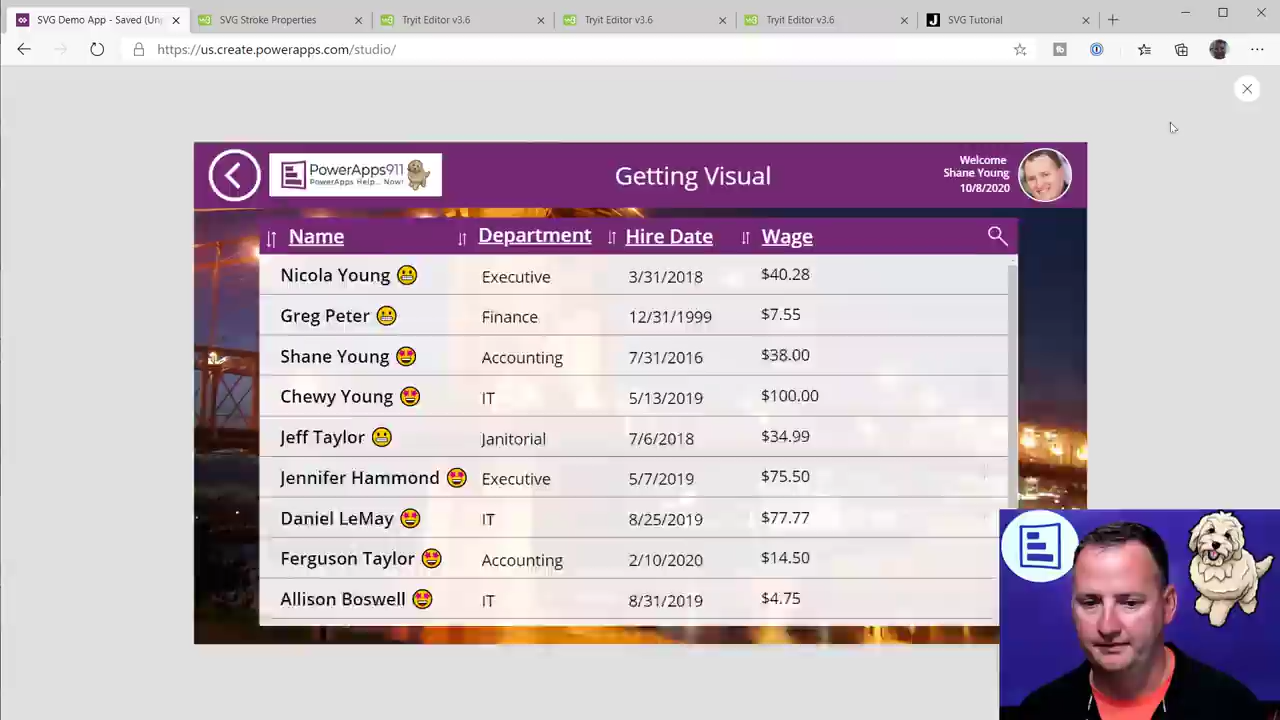 SVG Demo App - Saved (Unp
SVG Stroke Properties
Tryit Editor v3.6
Tryit Editor v3.6
Tryit Editor v3.6
SVG Tutorial
https://us.create.powerapps.com/studio/
PowerApps911
PowerApps Help... Now!
Getting Visual
Welcome
Shane Young
10/8/2020
Name Department Hire Date Wage
Nicola Young Executive 3/31/2018 $40.28
Greg Peter Finance 12/31/1999 $7.55
Shane Young Accounting 7/31/2016 $38.00
Chewy Young IT 5/13/2019 $100.00
Jeff Taylor Janitorial 7/6/2018 $34.99
Jennifer Hammond Executive 5/7/2019 $75.50
Daniel LeMay IT 8/25/2019 $77.77
Ferguson Taylor Accounting 2/10/2020 $14.50
Allison Boswell IT 8/31/2019 $4.75